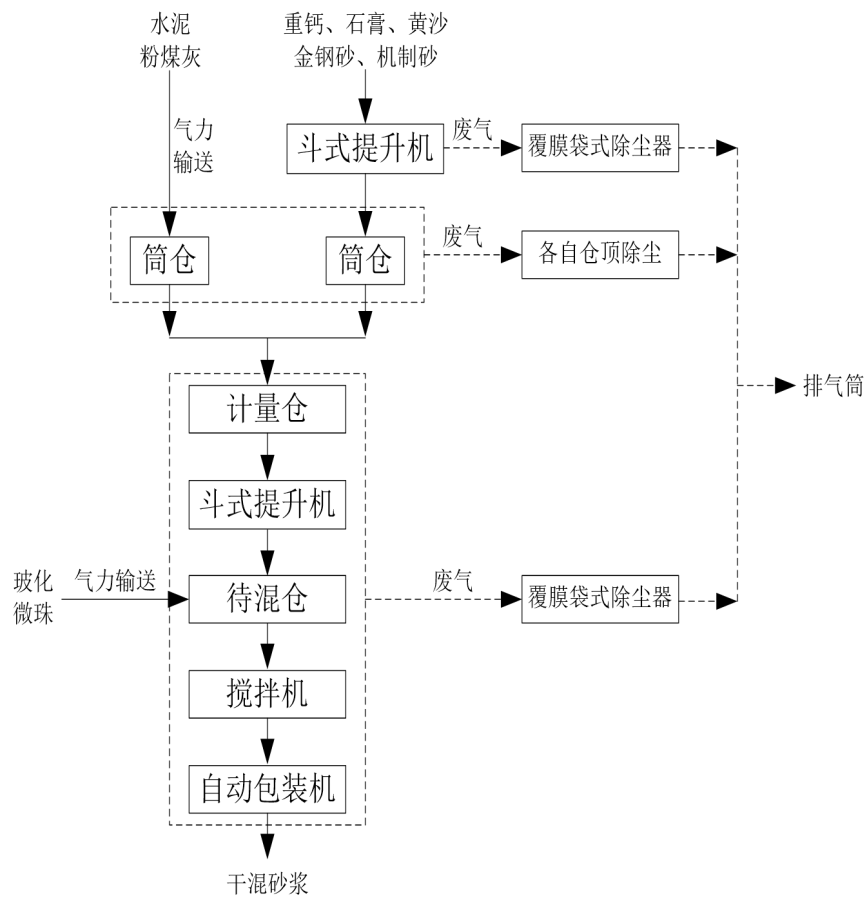 水泥
粉煤灰
重钙、石膏、黄沙
金钢砂、机制砂
气力
输送
斗式提升机
废气
覆膜袋式除尘器
筒仓
筒仓
废气
各自仓顶除尘
计量仓
排气筒
斗式提升机
玻化
微珠
气力输送
待混仓
废气
覆膜袋式除尘器
搅拌机
自动包装机
干混砂浆